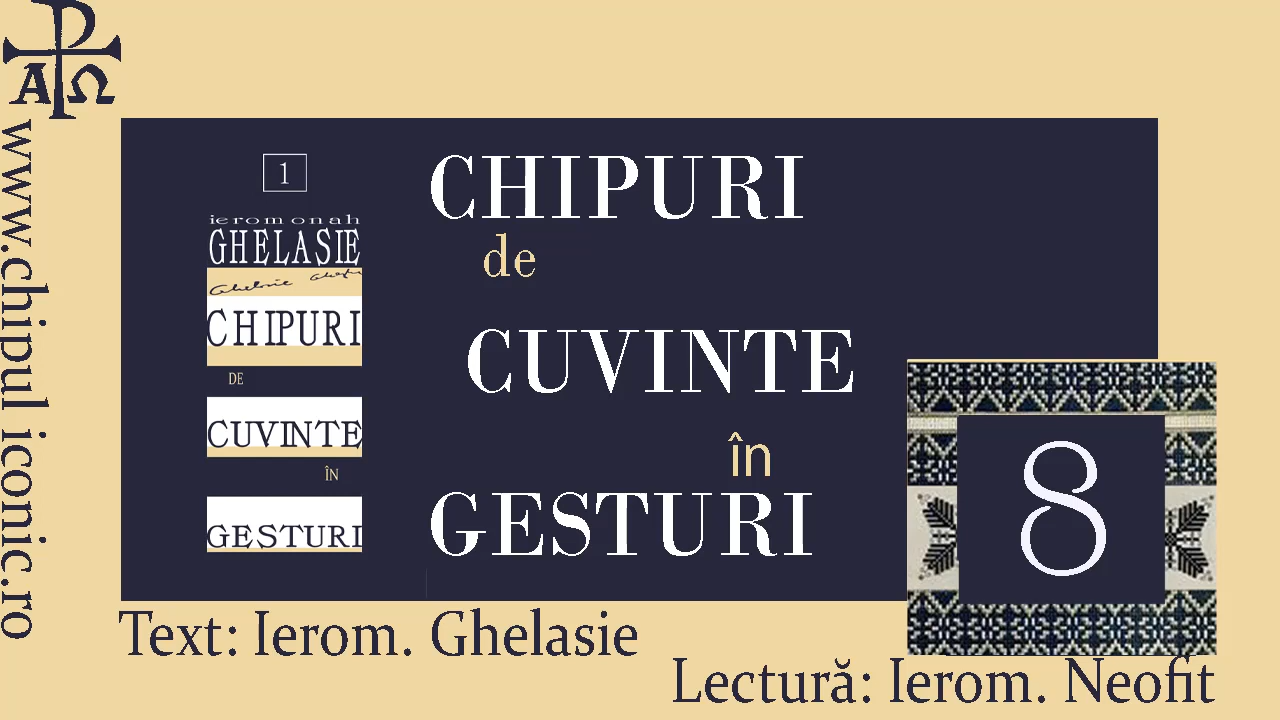 Α Ω
www.chipul iconic.ro
1
ieromonah
GHELASIE
CHIPURI
DE
CUVINTE
ÎN
GESTURI
CHIPURI
de
CUVINTE
în
GESTURI
8
Text: Ierom. Ghelasie
Lectură: Ierom. Neofit